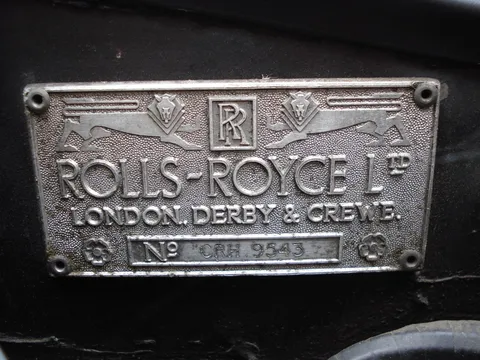 RR
ROLLS-ROYCE LTD
LONDON, DERBY & CREWE.
Nº CRH 9543